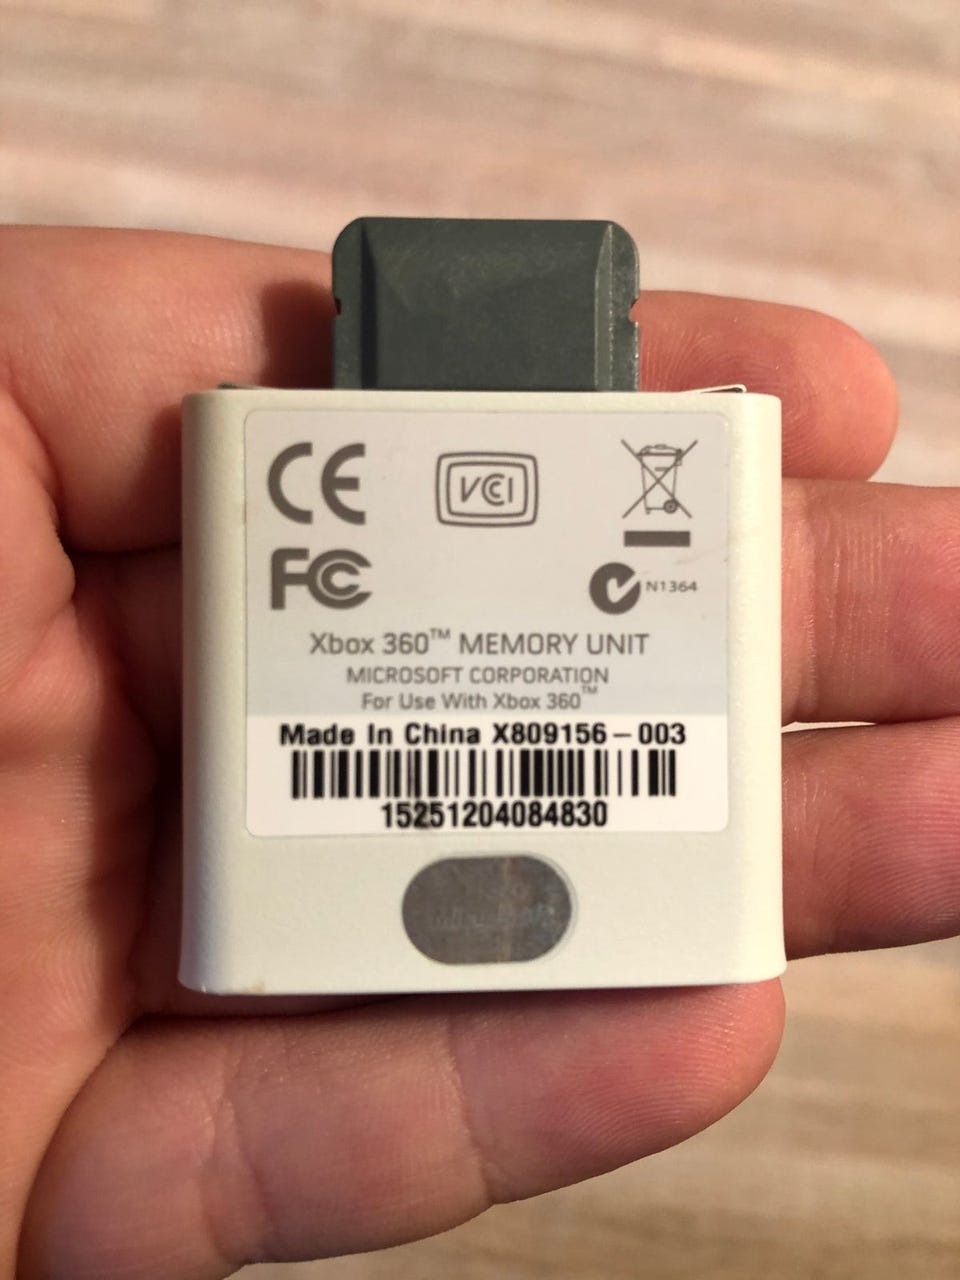 CE
VCCI
FC
N1364
Xbox 360™ MEMORY UNIT
MICROSOFT CORPORATION
For Use With Xbox 360™
Made In China X809156-003
15251204084830